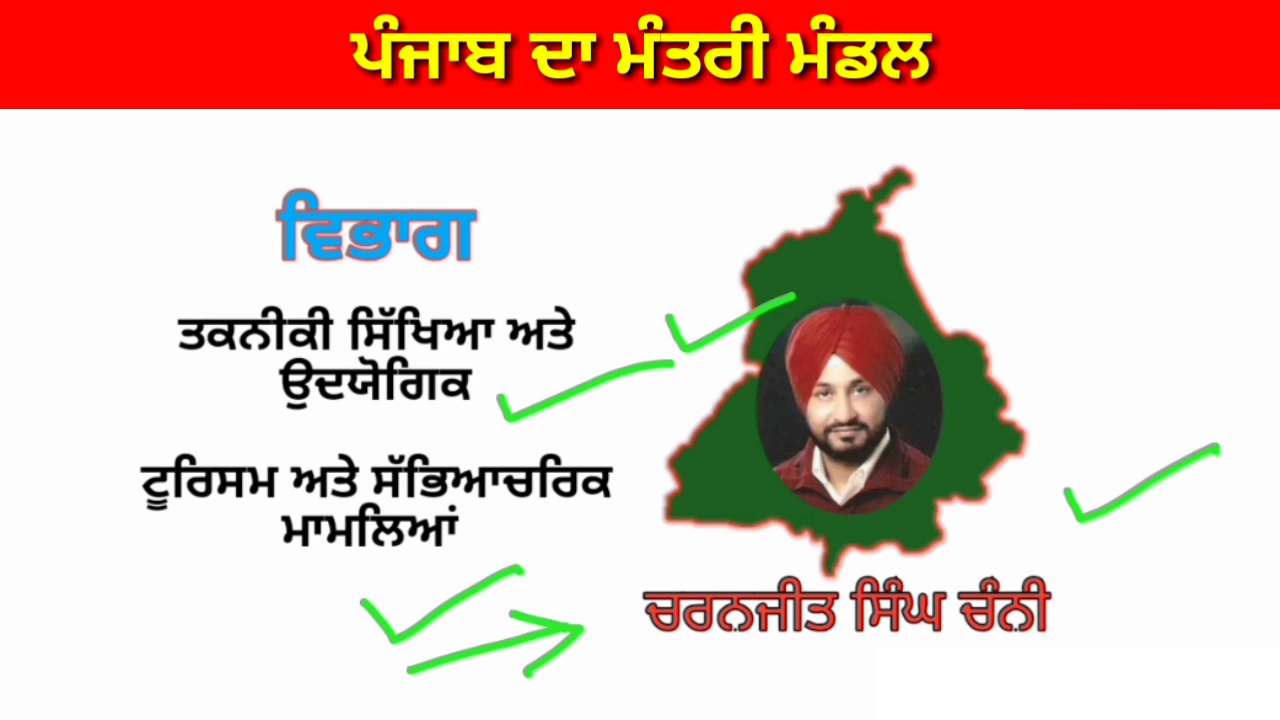 ਪੰਜਾਬ ਦਾ ਮੰਤਰੀ ਮੰਡਲ
ਵਿਭਾਗ
ਤਕਨੀਕੀ ਸਿੱਖਿਆ ਅਤੇ
ਉਦਯੋਗਿਕ
ਟੂਰਿਸਮ ਅਤੇ ਸੱਭਿਆਚਰਿਕ
ਮਾਮਲਿਆਂ
ਚਰਨਜੀਤ ਸਿੰਘ ਚੰਨੀ